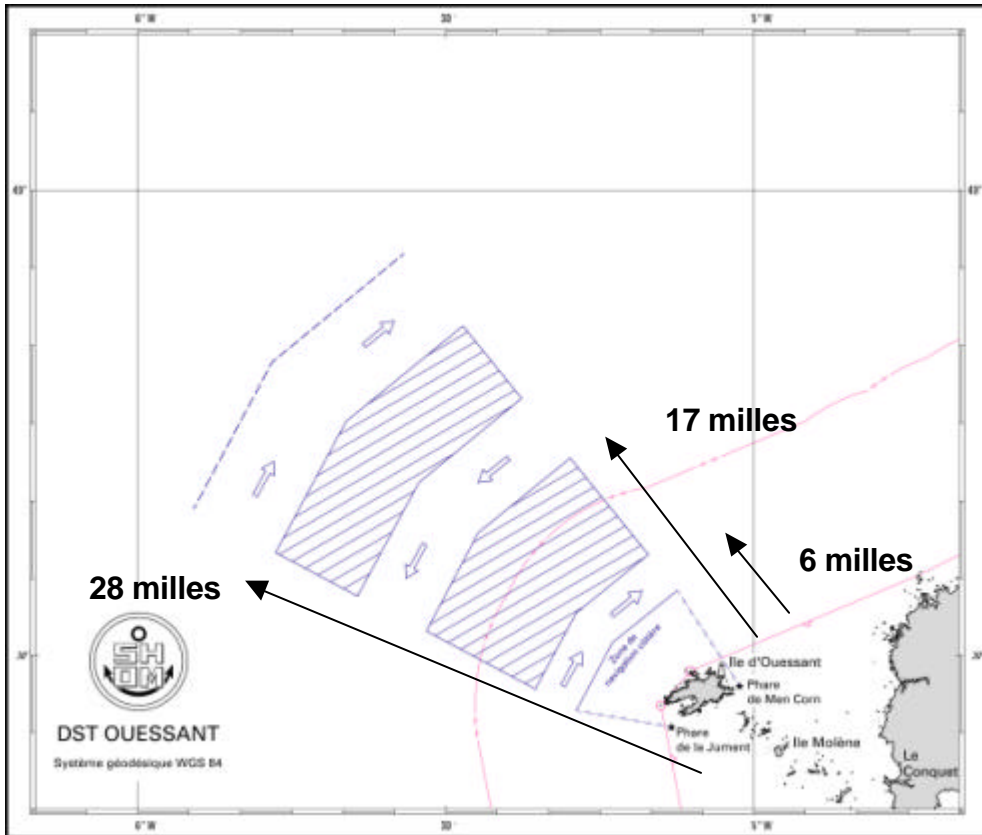 6°W
30'
5°W
49°
49°
17 milles
6 milles
28 milles
SHOM
Zone de
navigation côtière
Ile d'Ouessant
Phare
de Men Corn
30'
DST OUESSANT
Phare
de la Jument
Ile Molène
Système géodésique WGS 84
Le
Conquet
6°W
30'
5°W